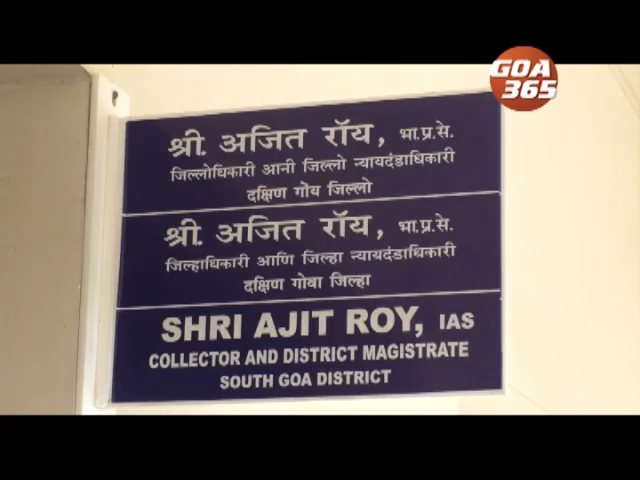 GOA
365
श्री. अजित रॉय, भा.प्र.से.
जिल्लोधिकारी आनी जिल्लो न्यायदंडाधिकारी
दक्षिण गोंय जिल्लो
श्री. अजित रॉय, भा.प्र.से.
जिल्हाधिकारी आणि जिल्हा न्यायदंडाधिकारी
दक्षिण गोवा जिल्हा
SHRI AJIT ROY, IAS
COLLECTOR AND DISTRICT MAGISTRATE
SOUTH GOA DISTRICT